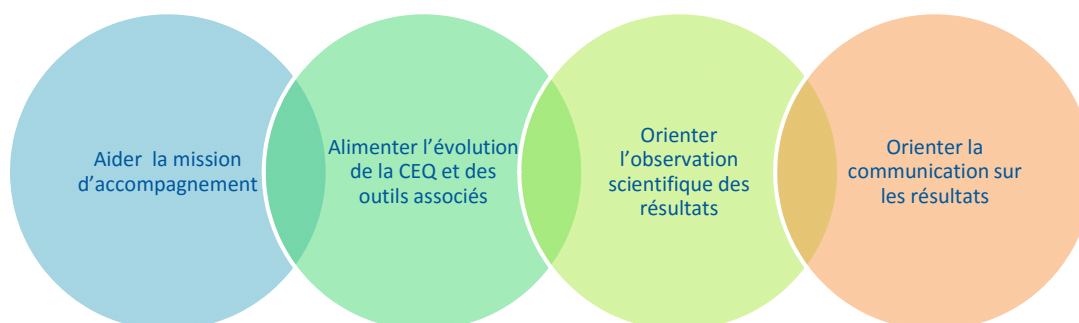 Aider la mission
d’accompagnement
Alimenter l’évolution
de la CEQ et des
outils associés
Orienter
l’observation
scientifique des
résultats
Orienter la
communication sur
les résultats